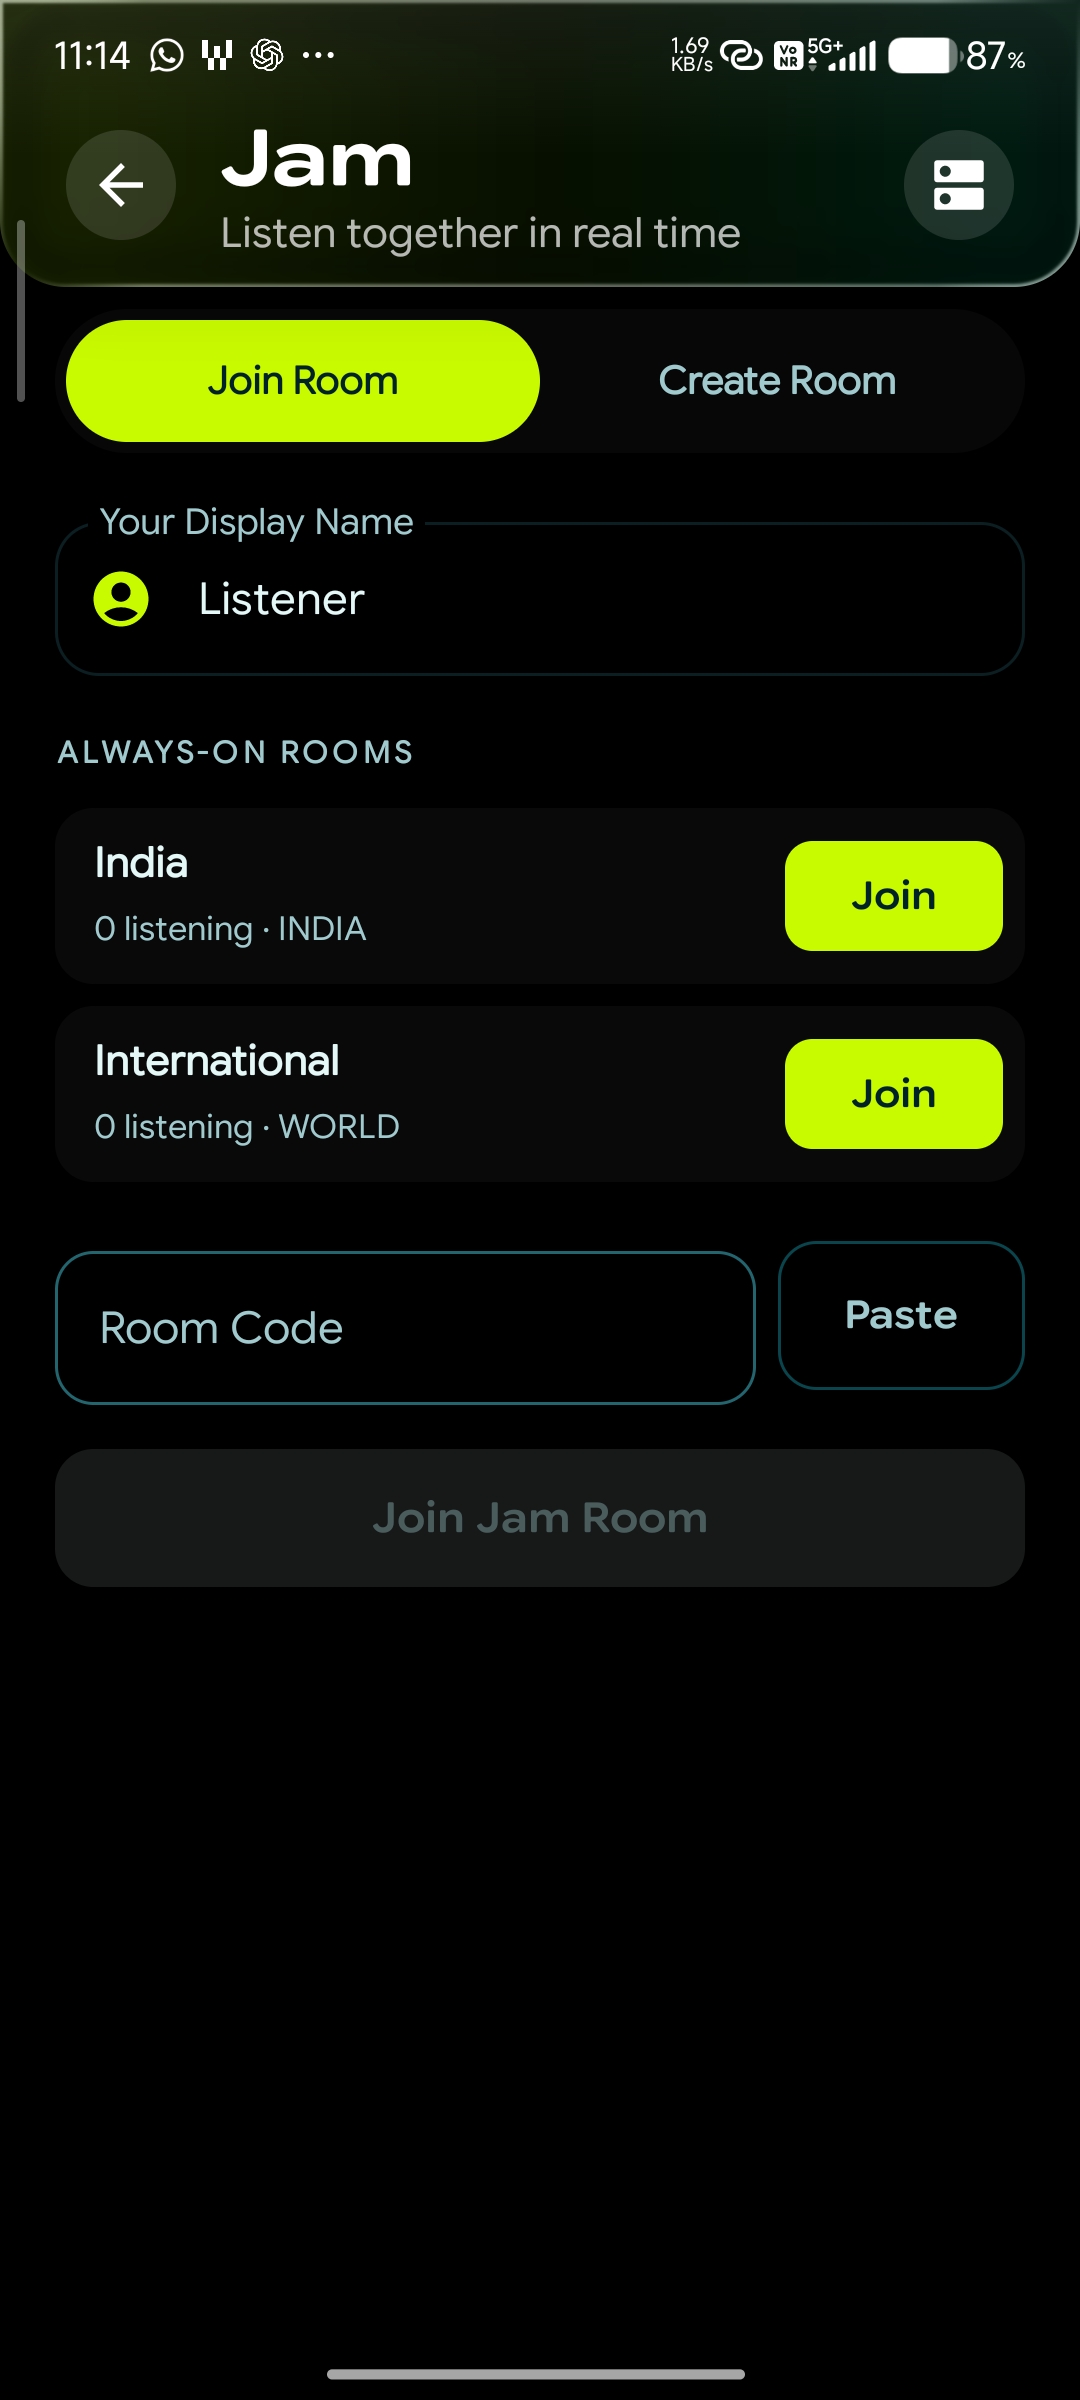 11:14
1.69
KB/s
Vo
NR
5G+
87%
Jam
Listen together in real time
Join Room
Create Room
Your Display Name
Listener
ALWAYS-ON ROOMS
India
0 listening · INDIA
Join
International
0 listening · WORLD
Join
Room Code
Paste
Join Jam Room